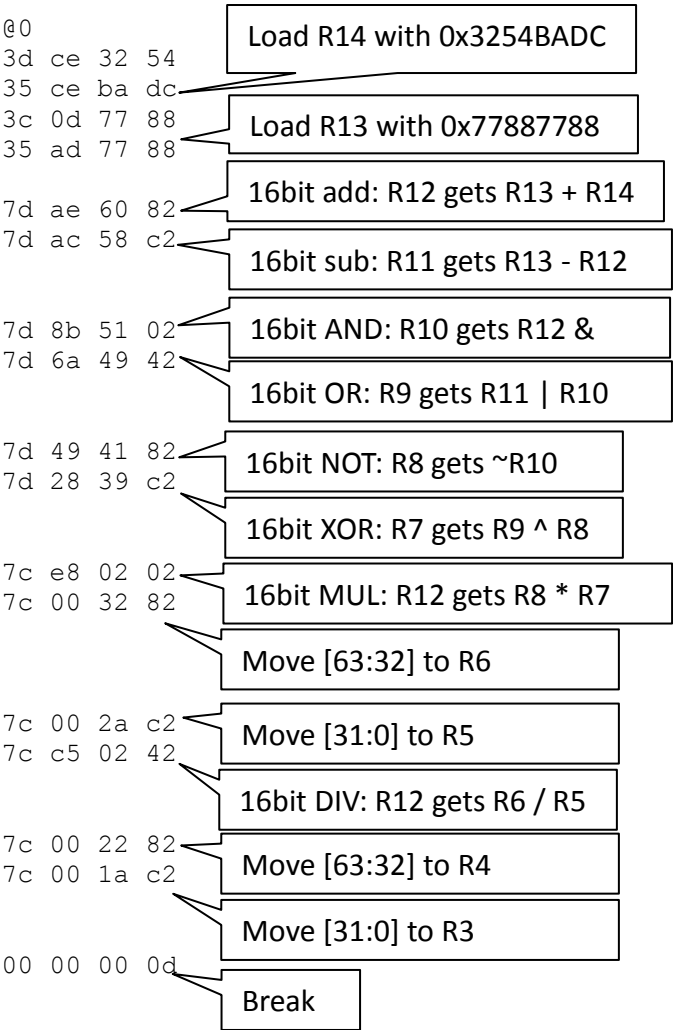 @0
3d ce 32 54
Load R14 with 0x3254BADC
35 ce ba dc
3c 0d 77 88
Load R13 with 0x77887788
35 ad 77 88
7d ae 60 82
16bit add: R12 gets R13 + R14
7d ac 58 c2
16bit sub: R11 gets R13 - R12
7d 8b 51 02
16bit AND: R10 gets R12 &
7d 6a 49 42
16bit OR: R9 gets R11 | R10
7d 49 41 82
16bit NOT: R8 gets ~R10
7d 28 39 c2
16bit XOR: R7 gets R9 ^ R8
7c e8 02 02
16bit MUL: R12 gets R8 * R7
7c 00 32 82
Move [63:32] to R6
7c 00 2a c2
Move [31:0] to R5
7c c5 02 42
16bit DIV: R12 gets R6 / R5
7c 00 22 82
Move [63:32] to R4
7c 00 1a c2
Move [31:0] to R3
00 00 00 0d
Break